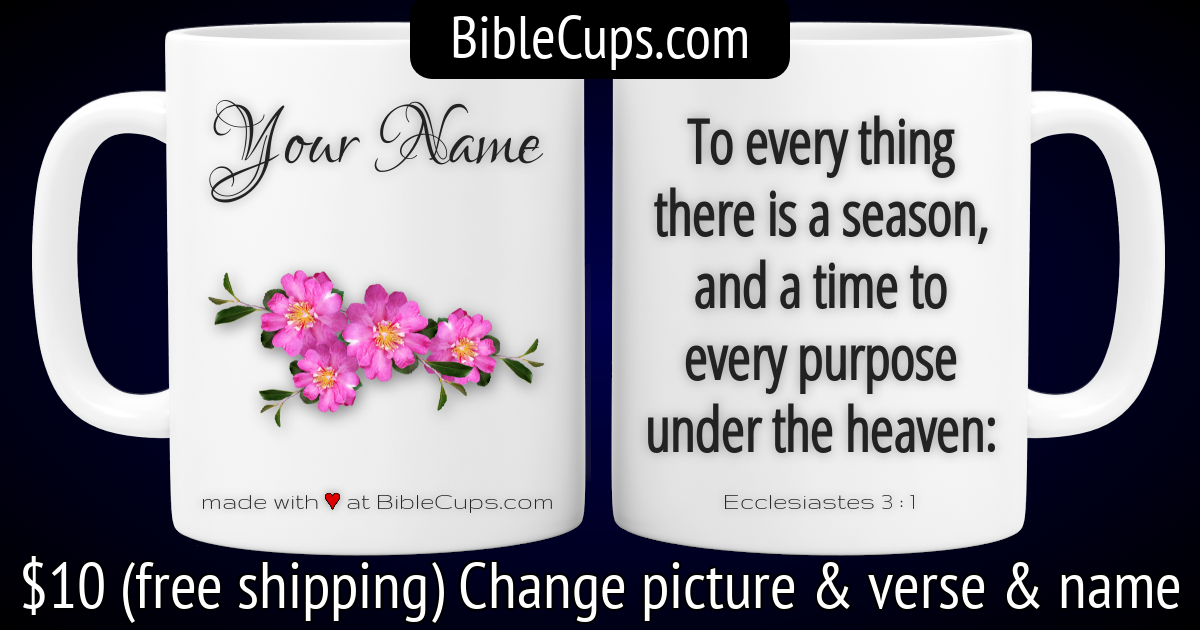 BibleCups.com
Your Name
made with ♥ at BibleCups.com
To every thing
there is a season,
and a time to
every purpose
under the heaven:
Ecclesiastes 3:1
$10 (free shipping) Change picture & verse & name